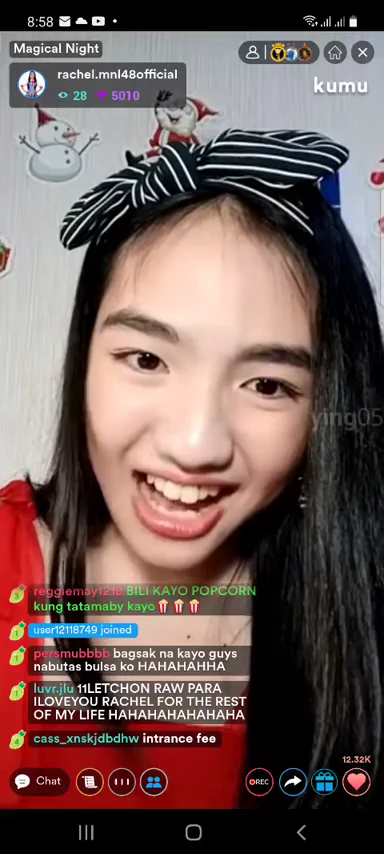 8:58
Magical Night
rachel.mnl48official
28 5010
kumu
ying05
reggiemay1218 BILI KAYO POPCORN
kung tatamaby kayo
user12118749 joined
persmubbbb bagsak na kayo guys
nabutas bulsa ko HAHAHAHHA
luvr.jlu 11LETCHON RAW PARA
ILOVEYOU RACHEL FOR THE REST
OF MY LIFE HAHAHAHAHAHAHA
cass_xnskjdbdhw intrance fee
12.32K
Chat
REC